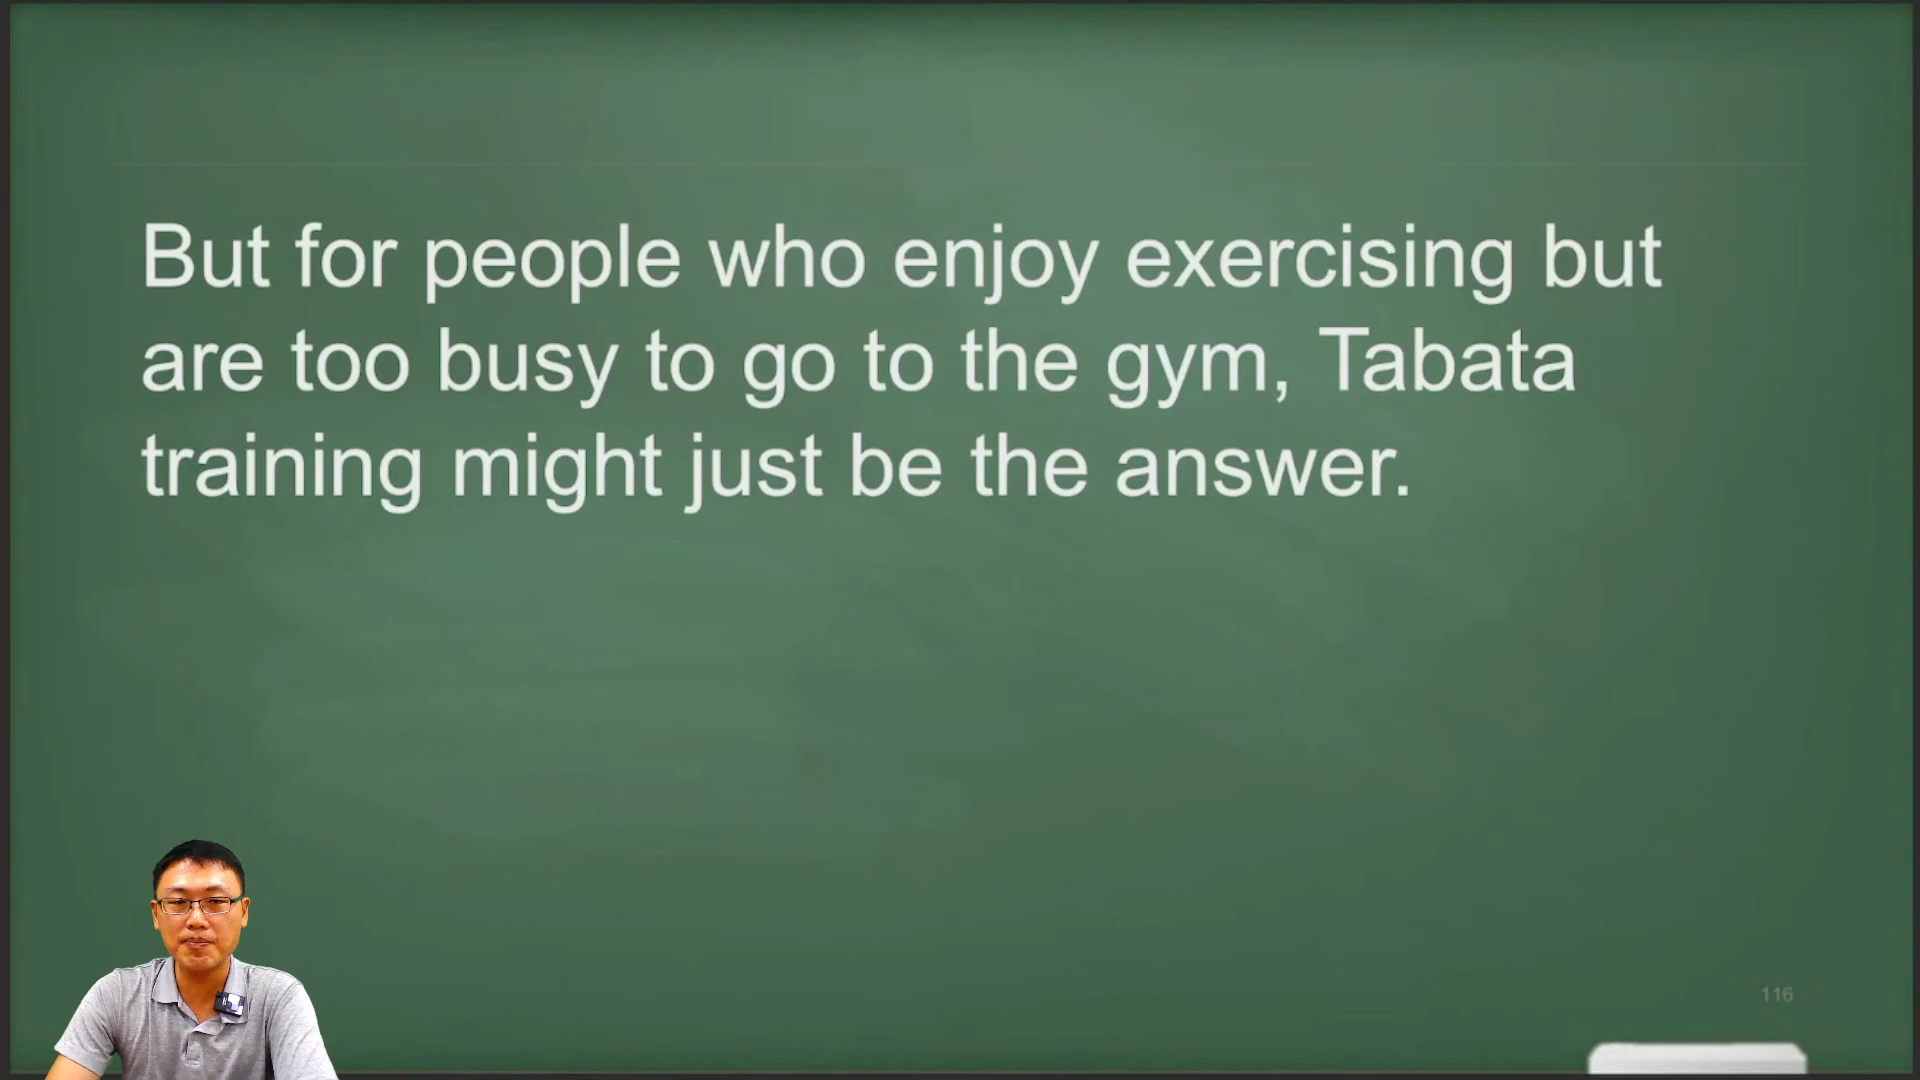 But for people who enjoy exercising but
are too busy to go to the gym, Tabata
training might just be the answer.
116